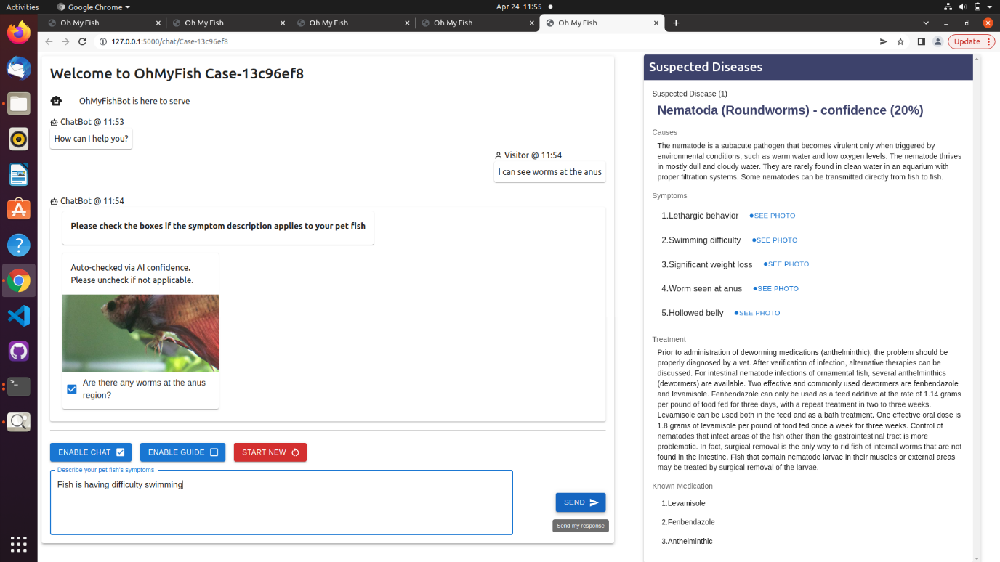 Activities
Google Chrome
Apr 24 11:55
Oh My Fish
Oh My Fish
Oh My Fish
Oh My Fish
Oh My Fish
127.0.0.1:5000/chat/Case-13c96ef8
Update
Welcome to OhMyFish Case-13c96ef8
OhMyFishBot is here to serve
ChatBot @ 11:53
How can I help you?
Visitor @ 11:54
I can see worms at the anus
ChatBot @ 11:54
Please check the boxes if the symptom description applies to your pet fish
Auto-checked via AI confidence.
Please uncheck if not applicable.
Are there any worms at the anus
region?
ENABLE CHAT
ENABLE GUIDE
START NEW
Describe your pet fish's symptoms
Fish is having difficulty swimming
SEND
Send my response
Suspected Diseases
Suspected Disease (1)
Nematoda (Roundworms) - confidence (20%)
Causes
The nematode is a subacute pathogen that becomes virulent only when triggered by
environmental conditions, such as warm water and low oxygen levels. The nematode thrives
in mostly dull and cloudy water. They are rarely found in clean water in an aquarium with
proper filtration systems. Some nematodes can be transmitted directly from fish to fish.
Symptoms
1.Lethargic behavior SEE PHOTO
2.Swimming difficulty SEE PHOTO
3.Significant weight loss SEE PHOTO
4.Worm seen at anus SEE PHOTO
5.Hollowed belly SEE PHOTO
Treatment
Prior to administration of deworming medications (anthelminthic), the problem should be
properly diagnosed by a vet. After verification of infection, alternative therapies can be
discussed. For intestinal nematode infections of ornamental fish, several anthelminthics
(dewormers) are available. Two effective and commonly used dewormers are fenbendazole
and levamisole. Fenbendazole can only be used as a feed additive at the rate of 1.14 grams
per pound of food fed for three days, with a repeat treatment in two to three weeks.
Levamisole can be used both in the feed and as a bath treatment. One effective oral dose is
1.8 grams of levamisole per pound of food fed once a week for three weeks. Control of
nematodes that infect areas of the fish other than the gastrointestinal tract is more
problematic. In fact, surgical removal is the only way to rid fish of internal worms that are not
found in the intestine. Fish that contain nematode larvae in their muscles or external areas
may be treated by surgical removal of the larvae.
Known Medication
1.Levamisole
2.Fenbendazole
3.Anthelminthic